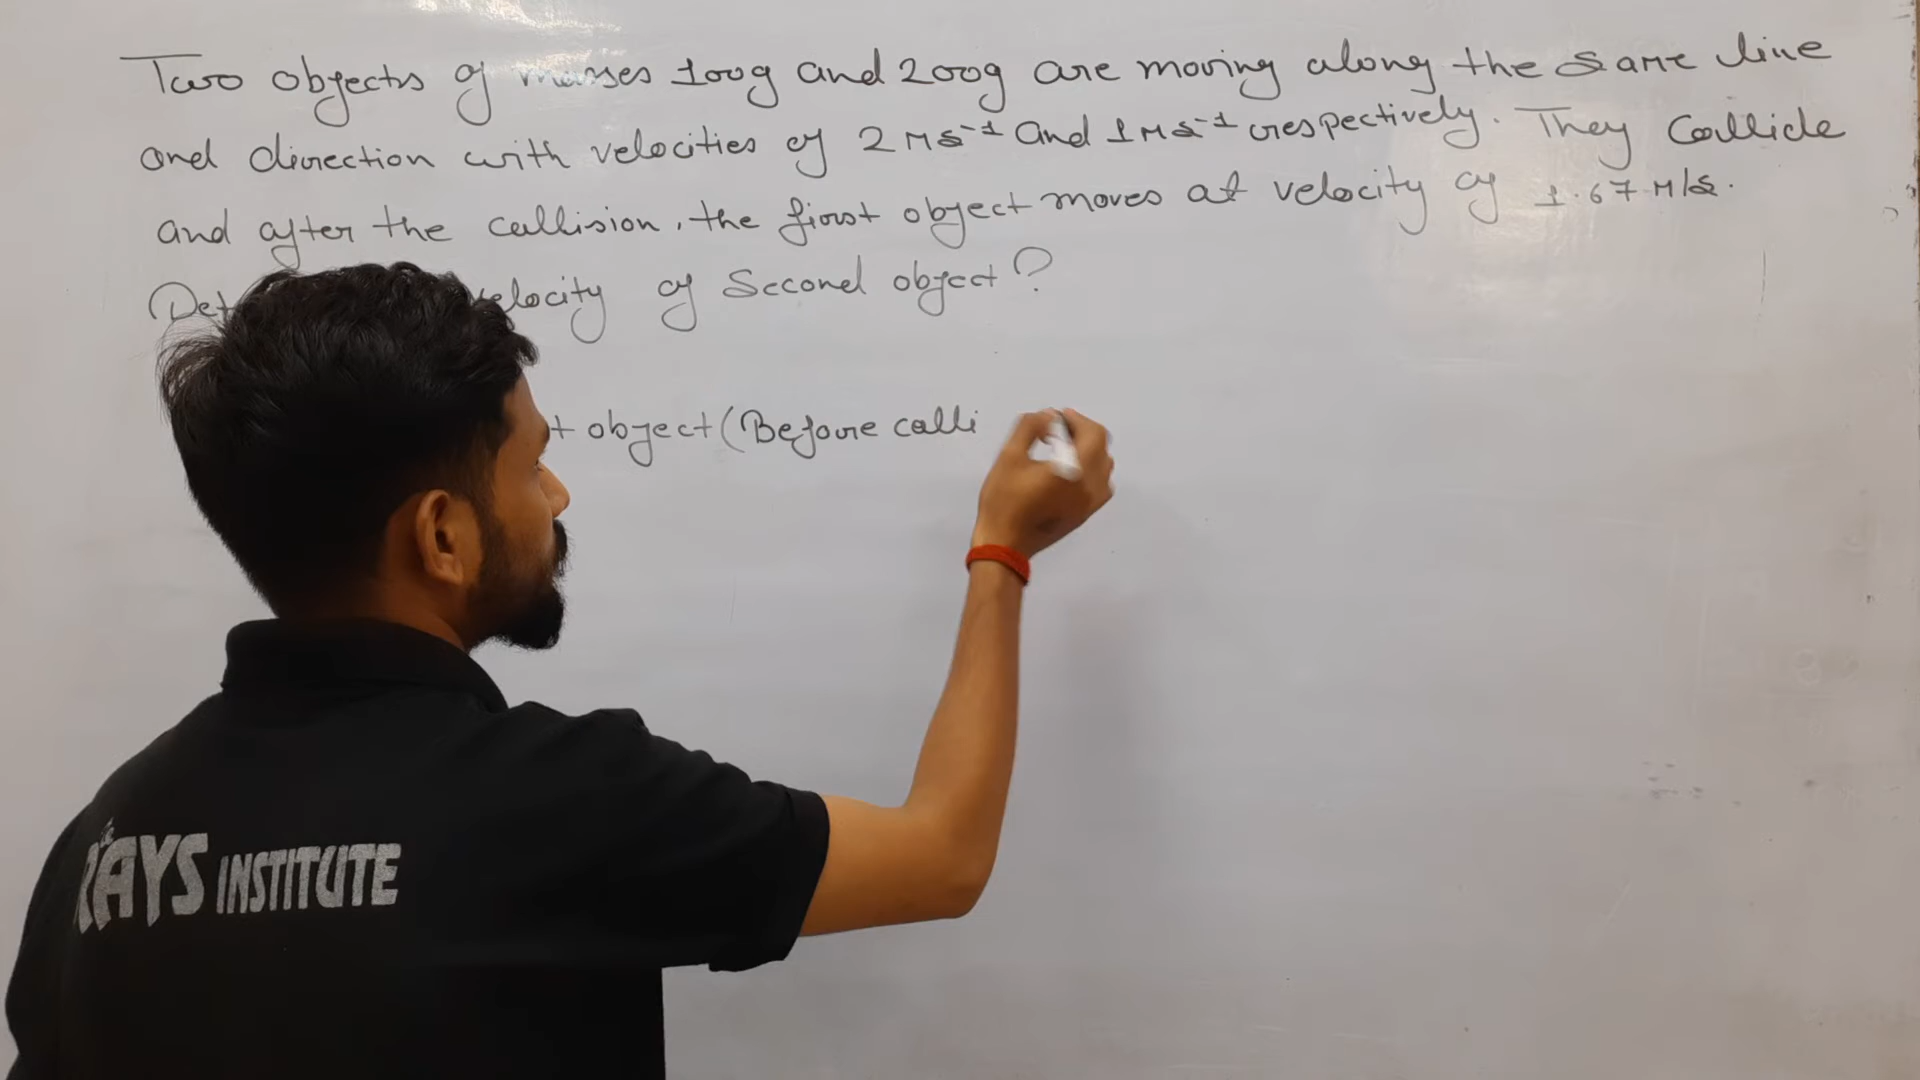 Two objects of masses 100g and 200g are moving along the same line
and direction with velocities of 2 ms⁻¹ and 1 ms⁻¹ respectively. They Collide
and after the collision, the first object moves at velocity of 1.67 m/s.
velocity of Second object?
object (Before colli
RAYS INSTITUTE